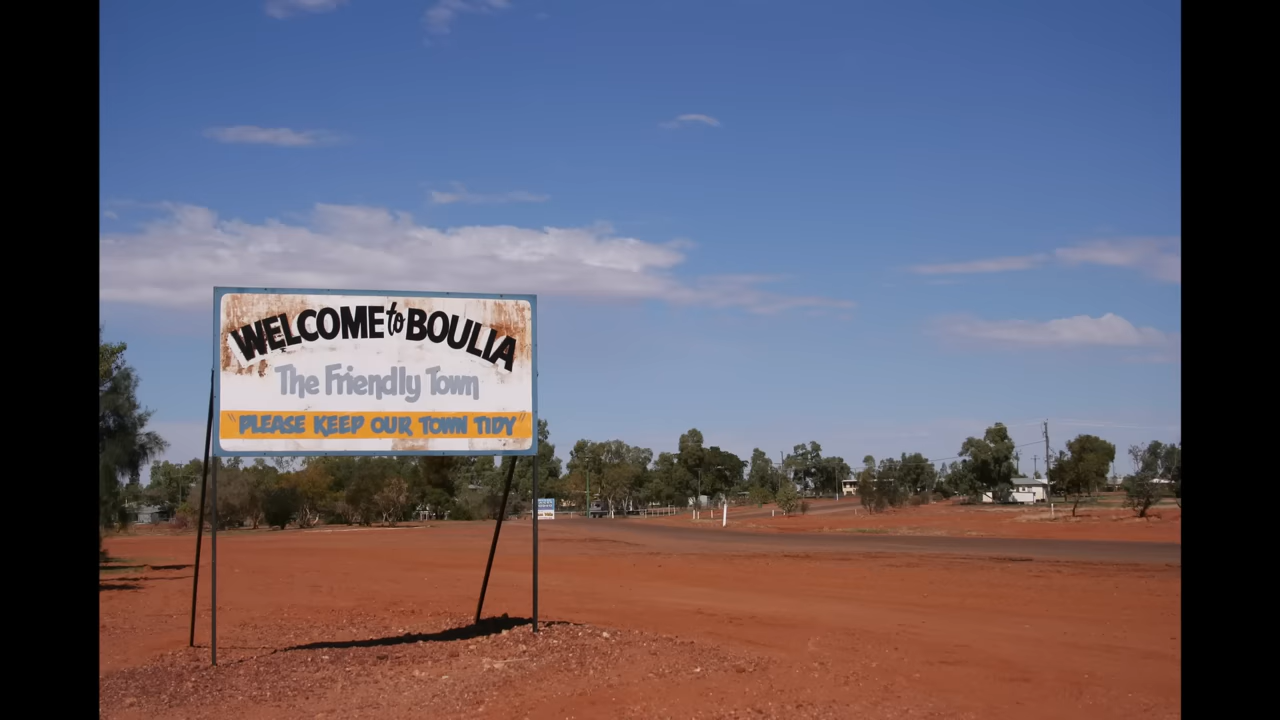 WELCOME to BOULIA
The Friendly Town
"PLEASE KEEP OUR TOWN TIDY"